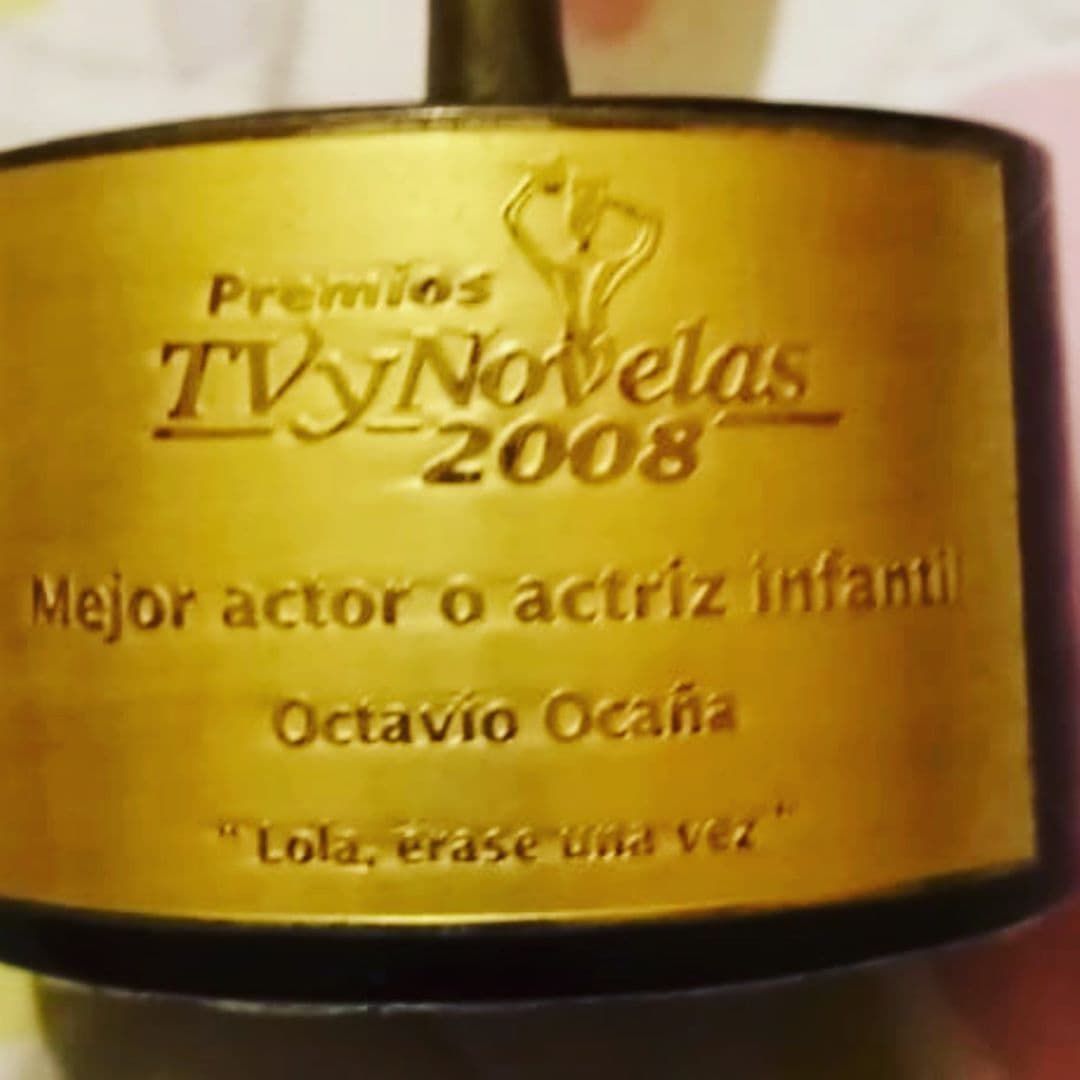 Premios
TVyNovelas
2008
Mejor actor o actriz infantil
Octavio Ocaña
"Lola, érase una vez"